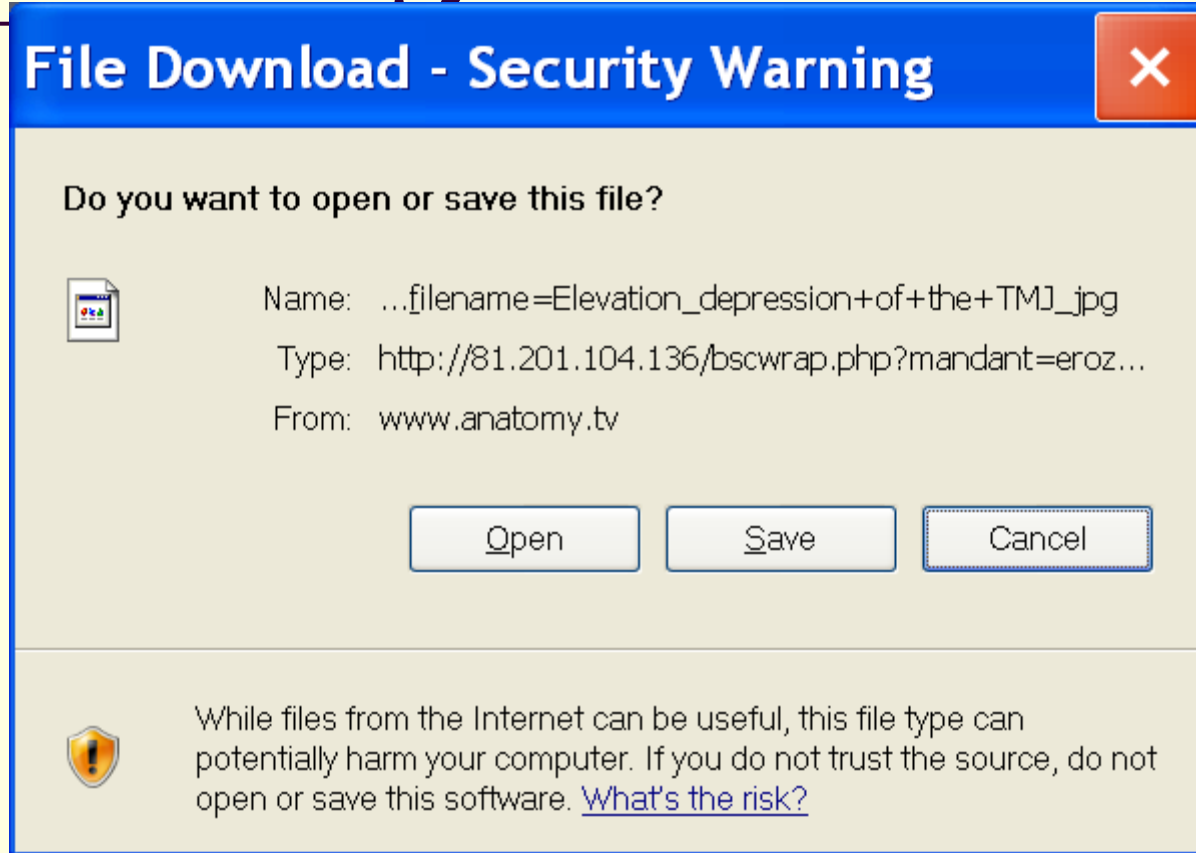 File Download - Security Warning
Do you want to open or save this file?
Name: ...filename=Elevation_depression+of+the+TMJ_jpg
Type: http://81.201.104.136/bscwrap.php?mandant=eroz...
From: www.anatomy.tv
Open Save Cancel
While files from the Internet can be useful, this file type can
potentially harm your computer. If you do not trust the source, do not
open or save this software. What's the risk?